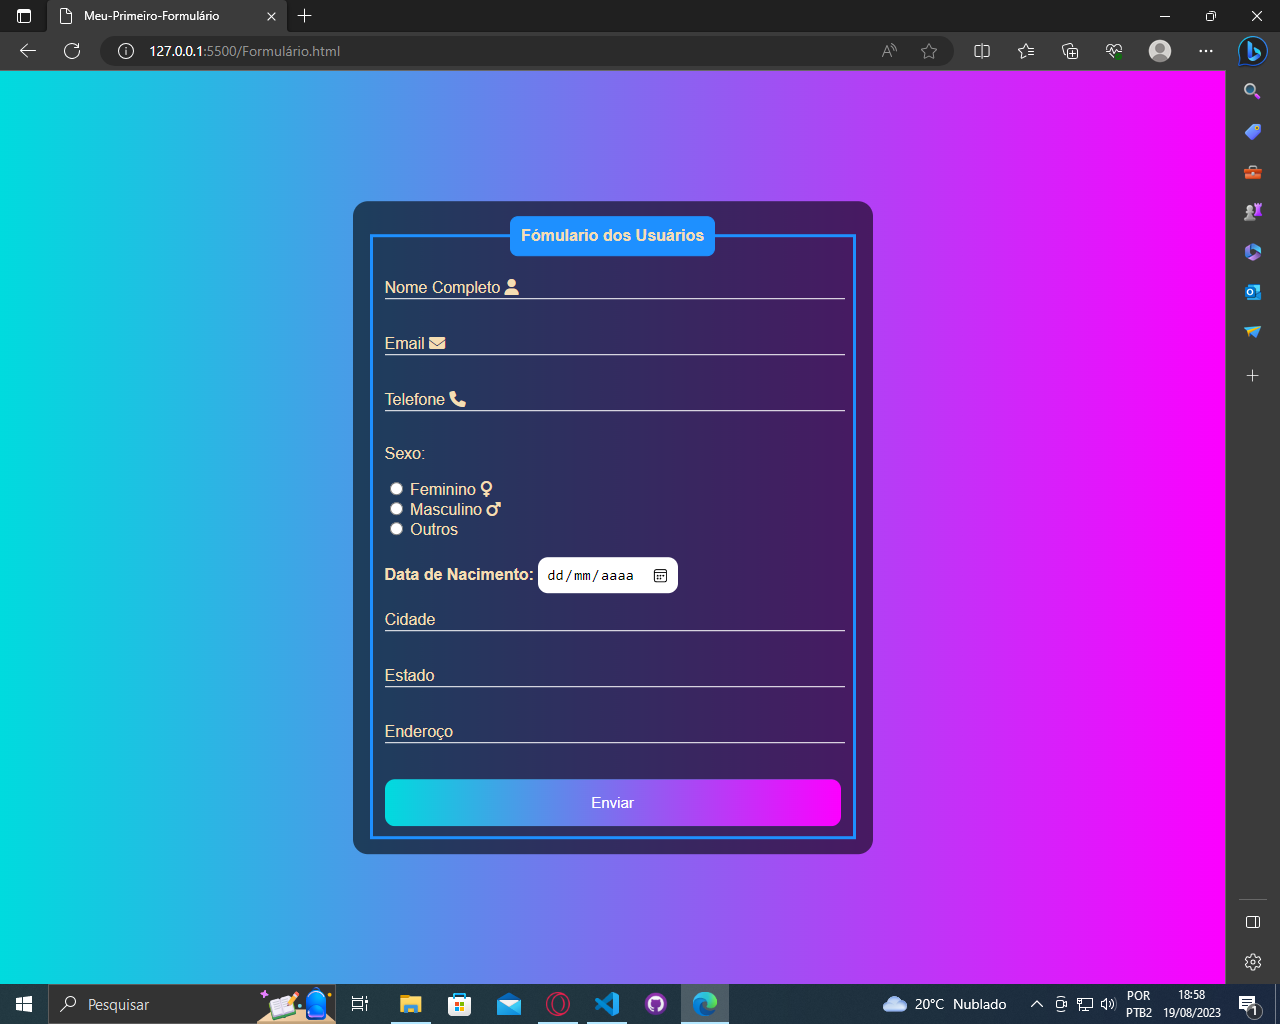 Meu-Primeiro-Formulário
127.0.0.1:5500/Formulário.html
Fómulario dos Usuários
Nome Completo
Email
Telefone
Sexo:
Feminino
Masculino
Outros
Data de Nacimento: dd/mm/aaaa
Cidade
Estado
Enderoço
Enviar
Pesquisar
20°C Nublado
POR
PTB2
18:58
19/08/2023
1